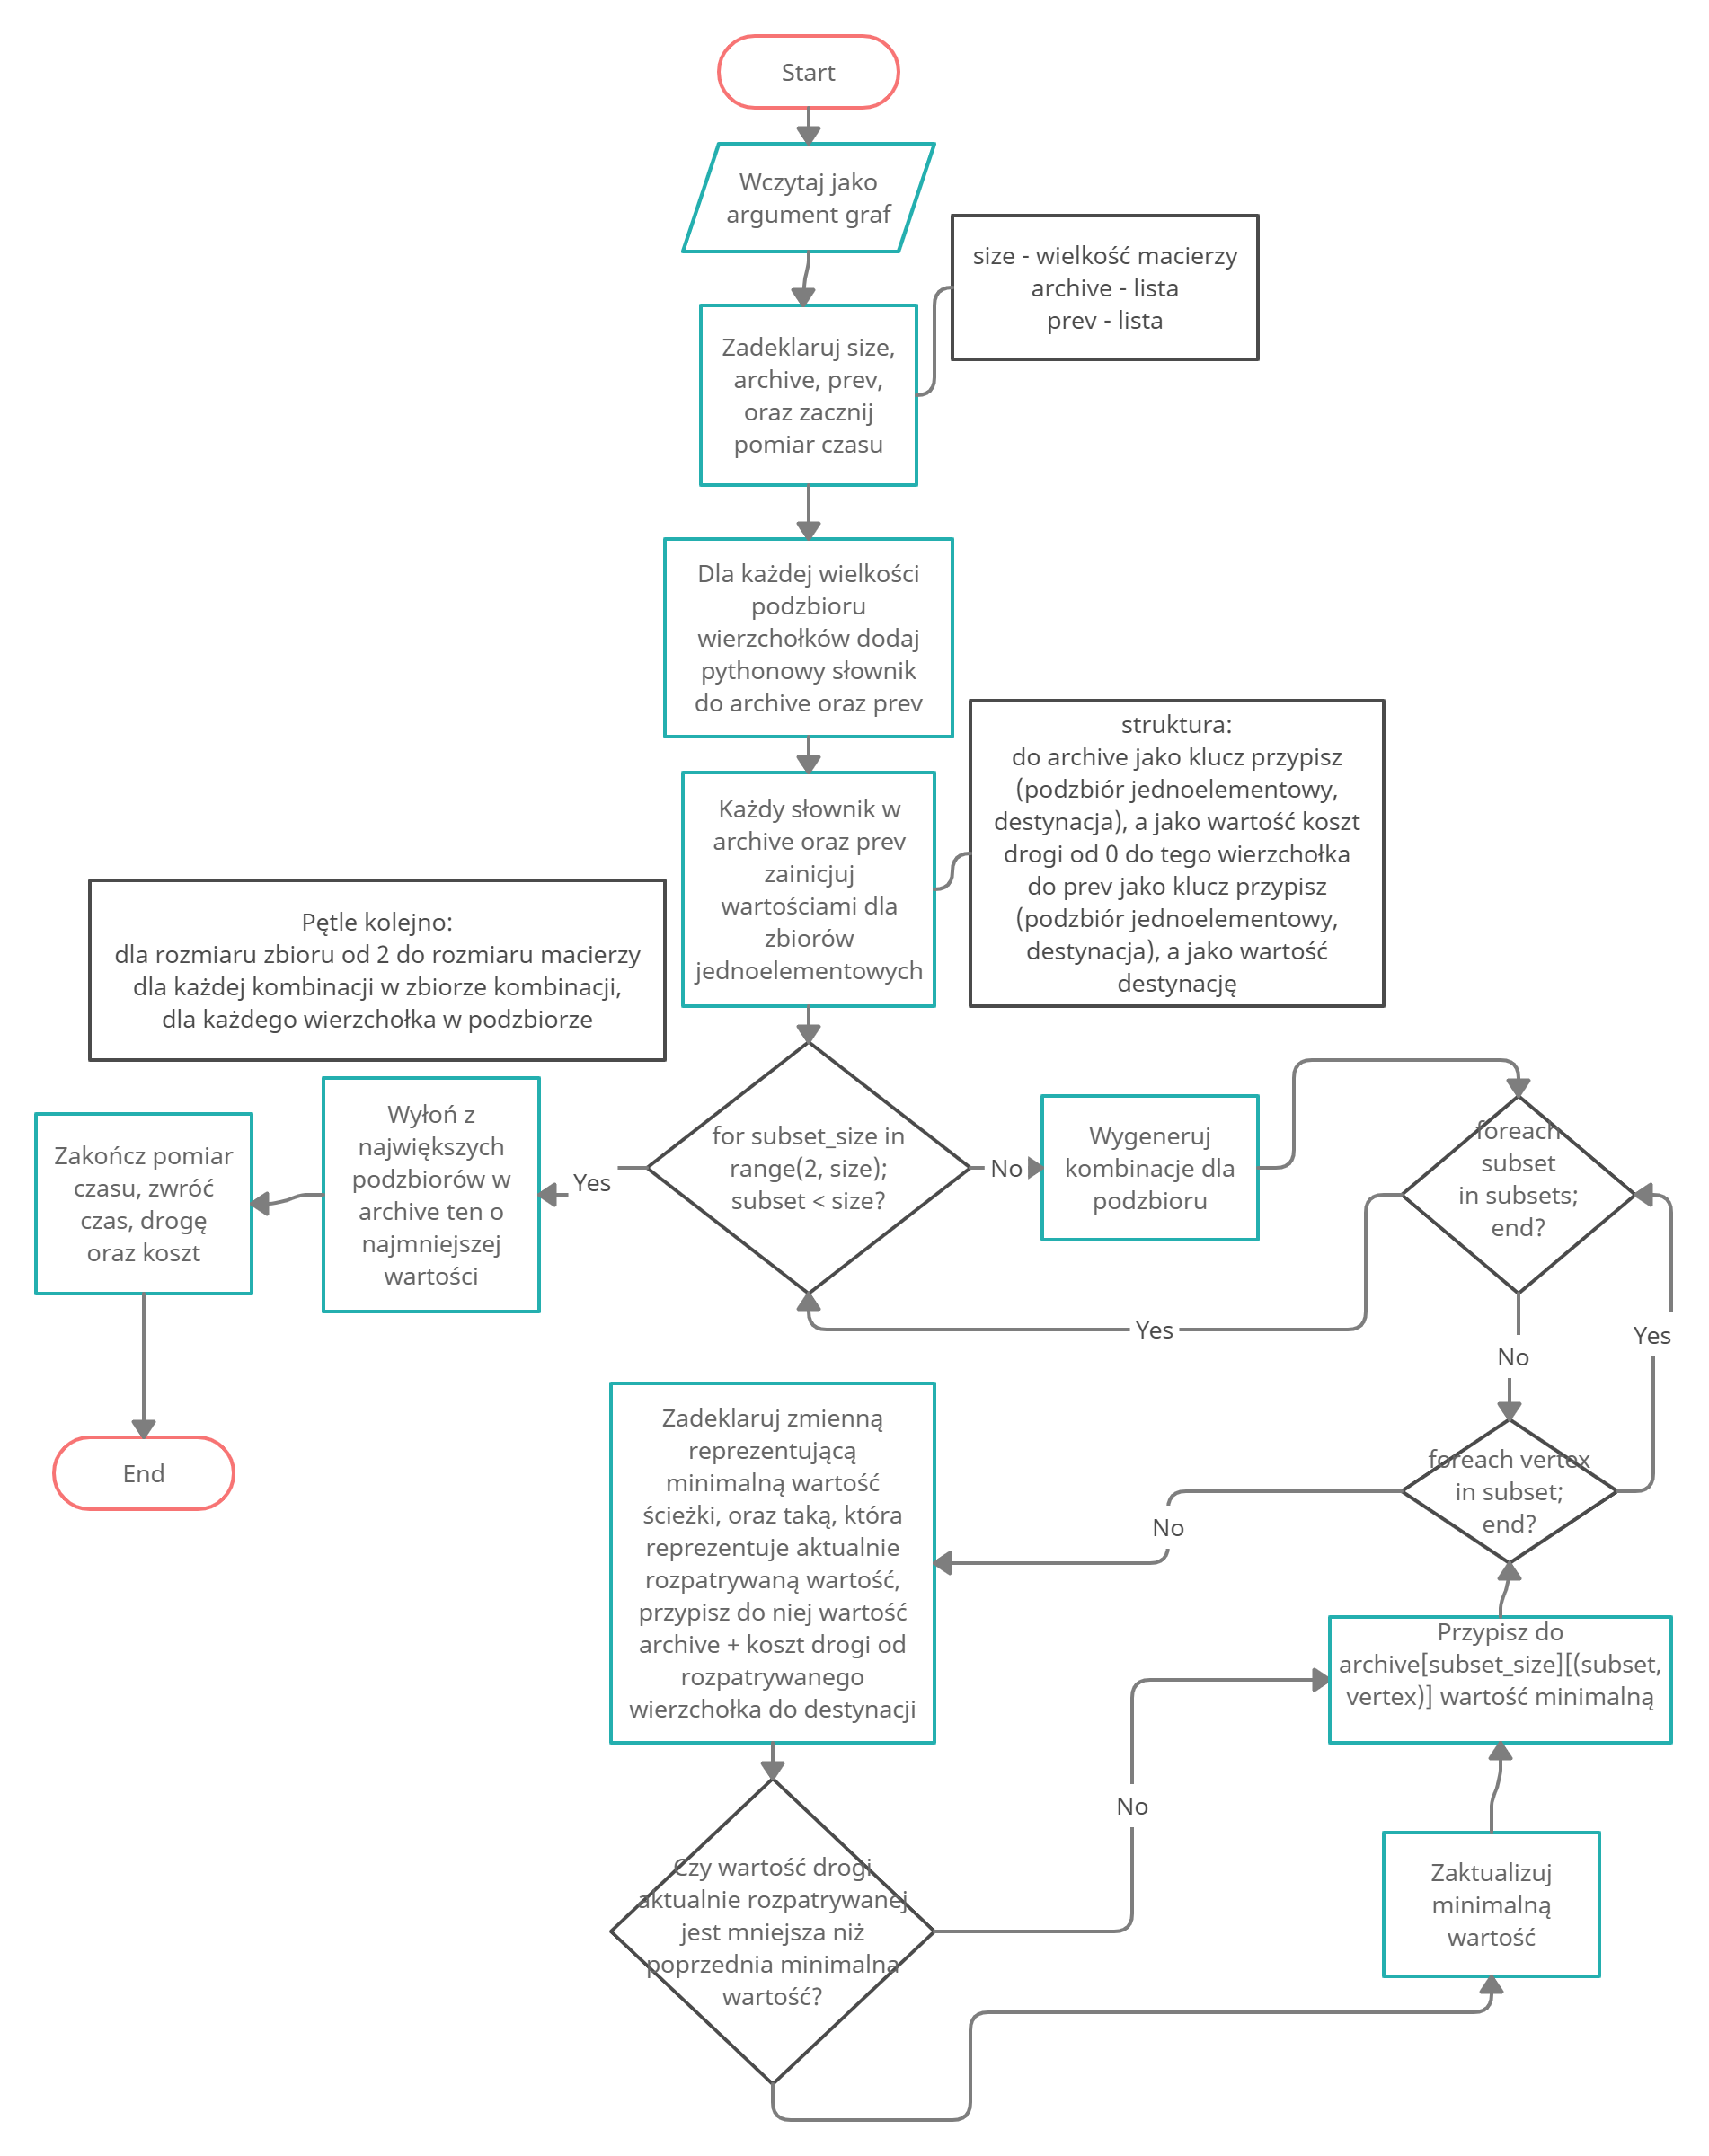 Start
Wczytaj jako
argument graf
size - wielkość macierzy
archive - lista
prev - lista
Zadeklaruj size,
archive, prev,
oraz zacznij
pomiar czasu
Dla każdej wielkości
podzbioru
wierzchołków dodaj
pythonowy słownik
do archive oraz prev
struktura:
do archive jako klucz przypisz
(podzbiór jednoelementowy,
destynacja), a jako wartość koszt
drogi od 0 do tego wierzchołka
do prev jako klucz przypisz
(podzbiór jednoelementowy,
destynacja), a jako wartość
destynację
Każdy słownik w
archive oraz prev
zainicjuj
wartościami dla
zbiorów
jednoelementowych
Pętle kolejno:
dla rozmiaru zbioru od 2 do rozmiaru macierzy
dla każdej kombinacji w zbiorze kombinacji,
dla każdego wierzchołka w podzbiorze
Zakończ pomiar
czasu, zwróć
czas, drogę
oraz koszt
Wyłoń z
największych
podzbiorów w
archive ten o
najmniejszej
wartości
Yes
for subset_size in
range(2, size);
subset < size?
No
Wygeneruj
kombinacje dla
podzbioru
foreach
subset
in subsets;
end?
Yes
Yes
No
End
Zadeklaruj zmienną
reprezentującą
minimalną wartość
ścieżki, oraz taką, która
reprezentuje aktualnie
rozpatrywaną wartość,
przypisz do niej wartość
archive + koszt drogi od
rozpatrywanego
wierzchołka do destynacji
No
foreach vertex
in subset;
end?
Przypisz do
archive[subset_size][(subset,
vertex)] wartość minimalną
No
Czy wartość drogi
aktualnie rozpatrywanej
jest mniejsza niż
poprzednia minimalna
wartość?
Zaktualizuj
minimalną
wartość